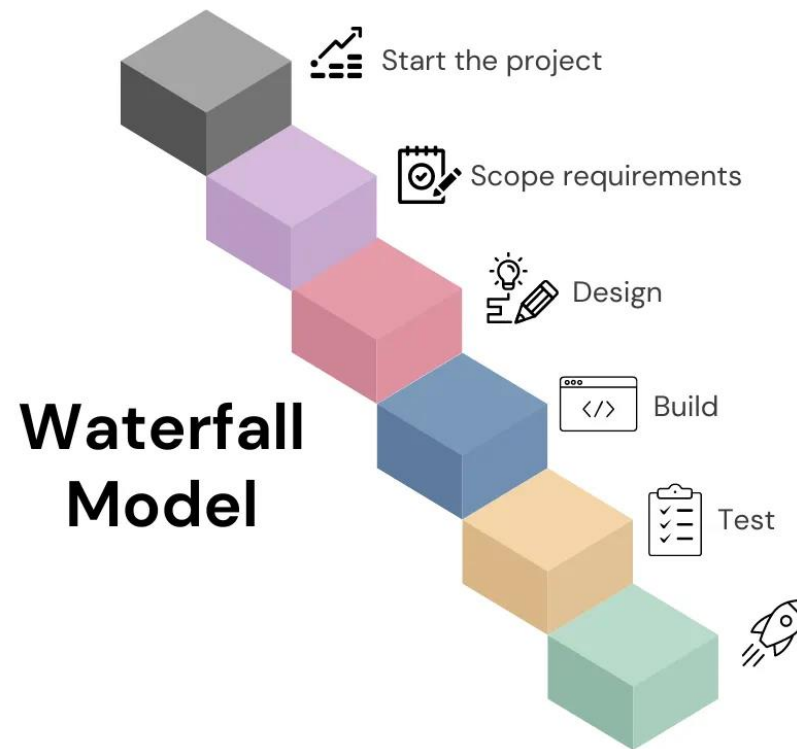 Start the project
Scope requirements
Design
Waterfall
Model
Build
Test